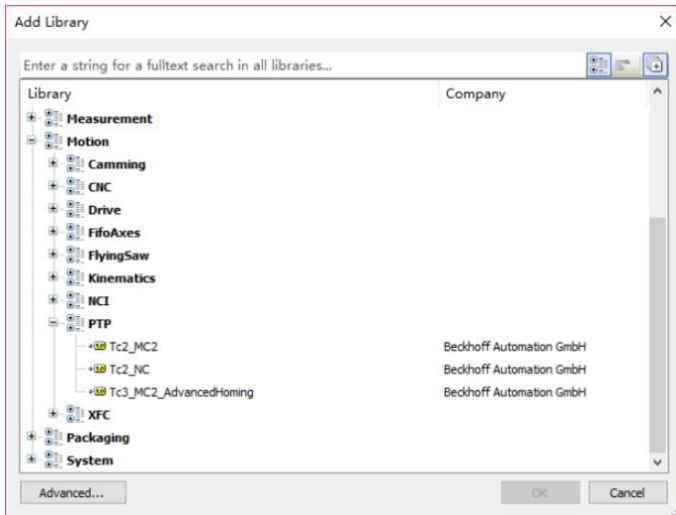 Add Library
Enter a string for a fulltext search in all libraries...
Library Company
Measurement
Motion
Camming
CNC
Drive
FifoAxes
FlyingSaw
Kinematics
NCI
PTP
Tc2_MC2 Beckhoff Automation GmbH
Tc2_NC Beckhoff Automation GmbH
Tc3_MC2_AdvancedHoming Beckhoff Automation GmbH
XFC
Packaging
System
Advanced... OK Cancel